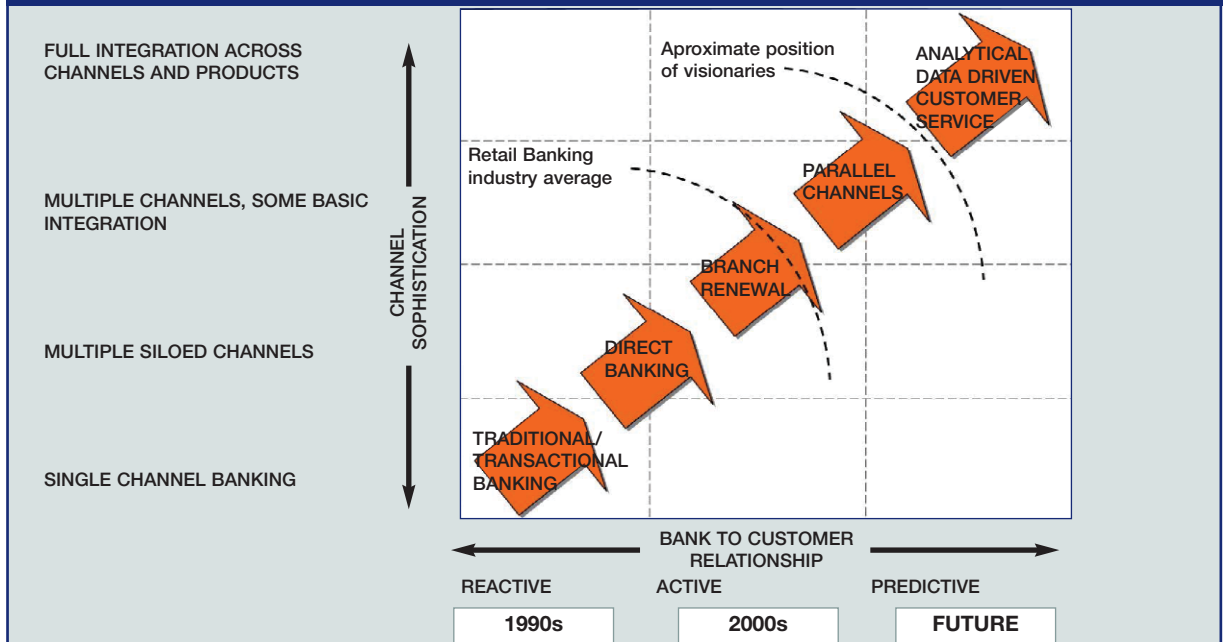 FULL INTEGRATION ACROSS
CHANNELS AND PRODUCTS
MULTIPLE CHANNELS, SOME BASIC
INTEGRATION
MULTIPLE SILOED CHANNELS
SINGLE CHANNEL BANKING
CHANNEL
SOPHISTICATION
Aproximate position
of visionaries
Retail Banking
industry average
ANALYTICAL
DATA DRIVEN
CUSTOMER
SERVICE
PARALLEL
CHANNELS
BRANCH
RENEWAL
DIRECT
BANKING
TRADITIONAL/
TRANSACTIONAL
BANKING
BANK TO CUSTOMER
RELATIONSHIP
REACTIVE
ACTIVE
PREDICTIVE
1990s
2000s
FUTURE